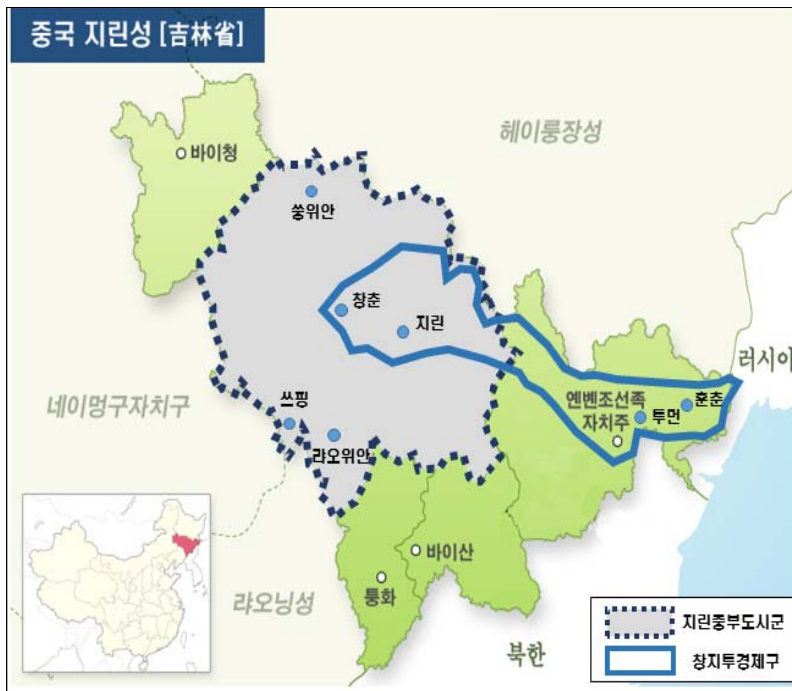 중국 지린성 [吉林省]
헤이룽장성
바이청
쑹위안
창춘
지린
러시아
네이멍구자치구
쓰핑
랴오위안
옌볜조선족
자치주
투먼
훈춘
바이산
퉁화
랴오닝성
북한
지린중부도시군
창지투경제구